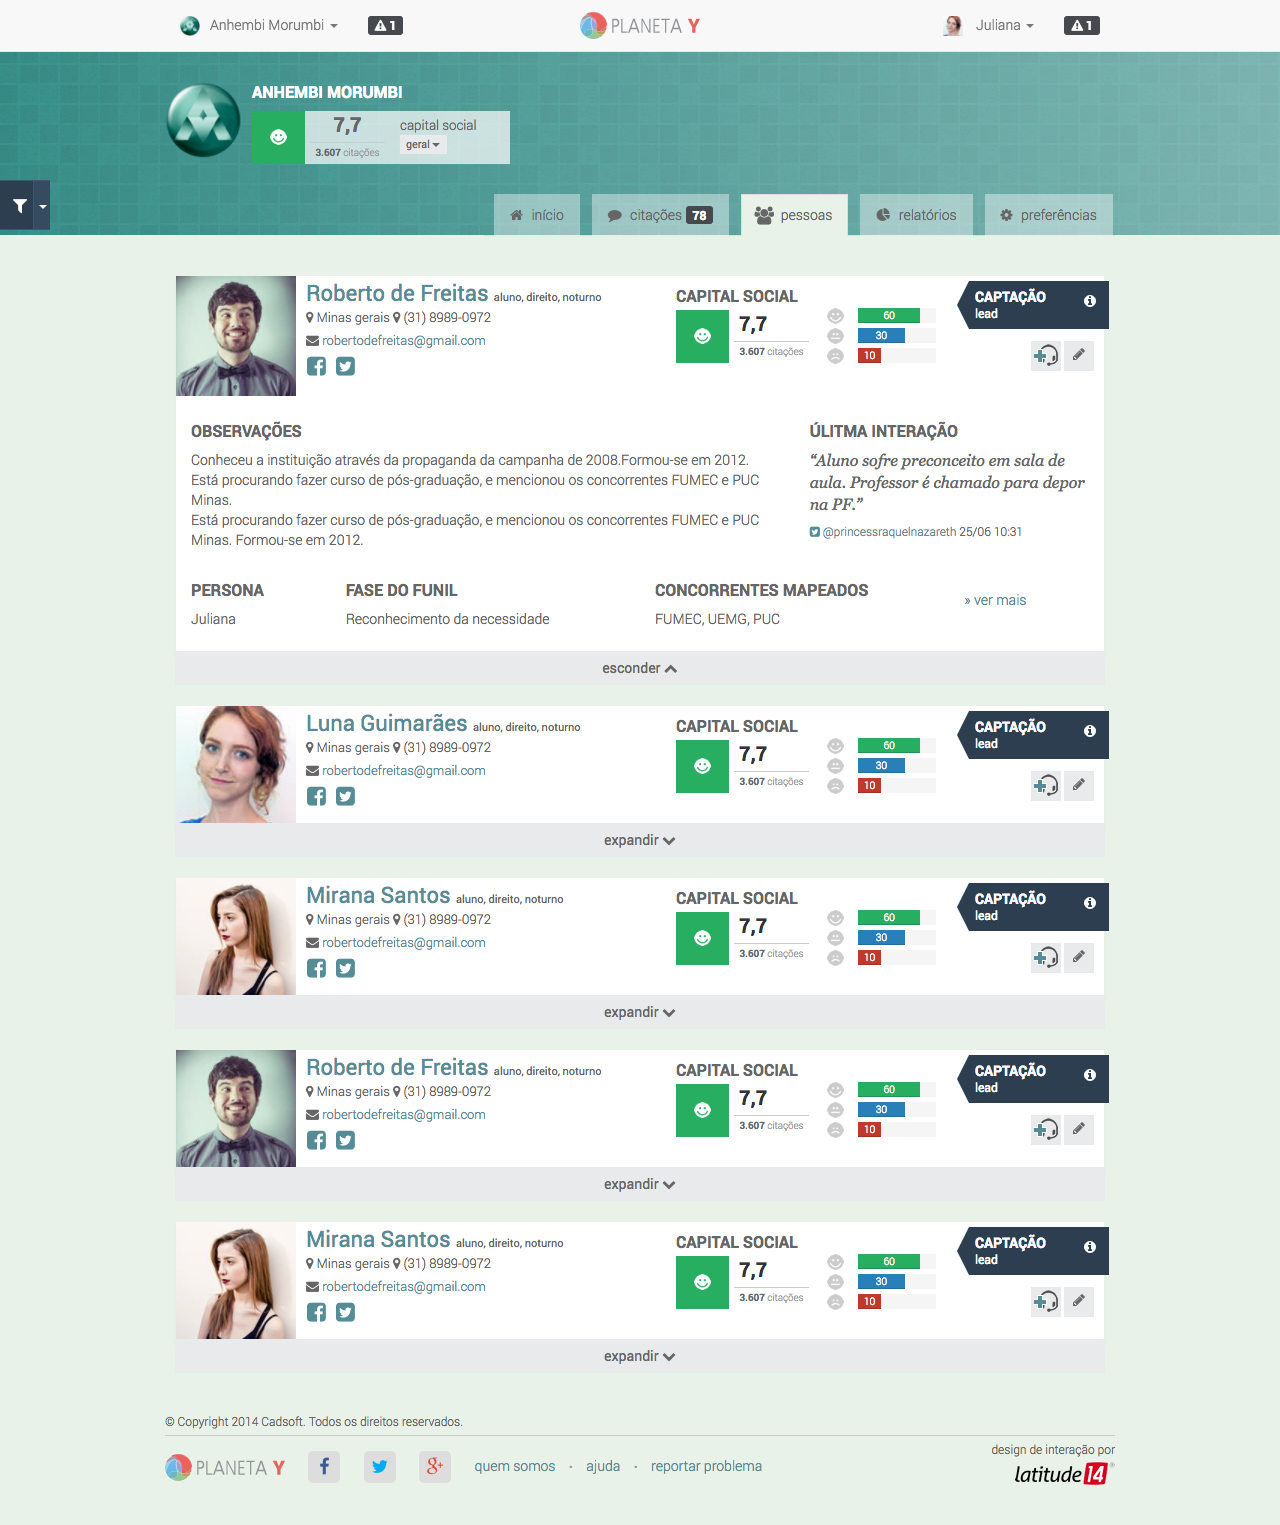 Anhembi Morumbi
1
PLANETA Y
Juliana
1
ANHEMBI MORUMBI
7,7
3.607 citações
capital social
geral
início
citações 78
pessoas
relatórios
preferências
Roberto de Freitas aluno, direito, noturno
Minas gerais (31) 8989-0972
robertodefreitas@gmail.com
CAPITAL SOCIAL
7,7
3.607 citações
60
30
10
CAPTAÇÃO
lead
OBSERVAÇÕES
Conheceu a instituição através da propaganda da campanha de 2008.Formou-se em 2012.
Está procurando fazer curso de pós-graduação, e mencionou os concorrentes FUMEC e PUC
Minas.
Está procurando fazer curso de pós-graduação, e mencionou os concorrentes FUMEC e PUC
Minas. Formou-se em 2012.
ÚLITMA INTERAÇÃO
“Aluno sofre preconceito em sala de
aula. Professor é chamado para depor
na PF.”
@princessraquelnazareth 25/06 10:31
PERSONA
Juliana
FASE DO FUNIL
Reconhecimento da necessidade
CONCORRENTES MAPEADOS
FUMEC, UEMG, PUC
» ver mais
esconder
Luna Guimarães aluno, direito, noturno
Minas gerais (31) 8989-0972
robertodefreitas@gmail.com
CAPITAL SOCIAL
7,7
3.607 citações
60
30
10
CAPTAÇÃO
lead
expandir
Mirana Santos aluno, direito, noturno
Minas gerais (31) 8989-0972
robertodefreitas@gmail.com
CAPITAL SOCIAL
7,7
3.607 citações
60
30
10
CAPTAÇÃO
lead
expandir
Roberto de Freitas aluno, direito, noturno
Minas gerais (31) 8989-0972
robertodefreitas@gmail.com
CAPITAL SOCIAL
7,7
3.607 citações
60
30
10
CAPTAÇÃO
lead
expandir
Mirana Santos aluno, direito, noturno
Minas gerais (31) 8989-0972
robertodefreitas@gmail.com
CAPITAL SOCIAL
7,7
3.607 citações
60
30
10
CAPTAÇÃO
lead
expandir
© Copyright 2014 Cadsoft. Todos os direitos reservados.
PLANETA Y
quem somos · ajuda · reportar problema
design de interação por
latitude14®